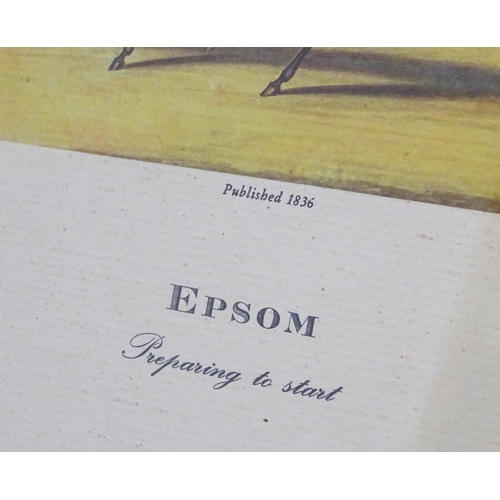 Published 1836
EPSOM
Preparing to start